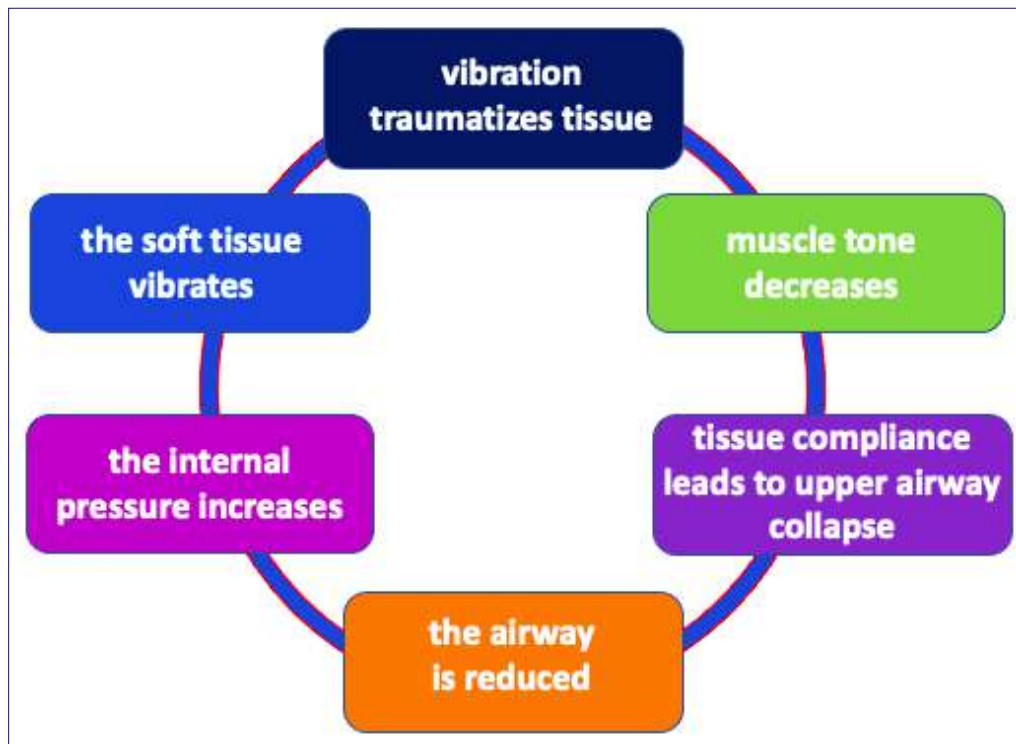 vibration
traumatizes tissue
the soft tissue
vibrates
muscle tone
decreases
the internal
pressure increases
tissue compliance
leads to upper airway
collapse
the airway
is reduced